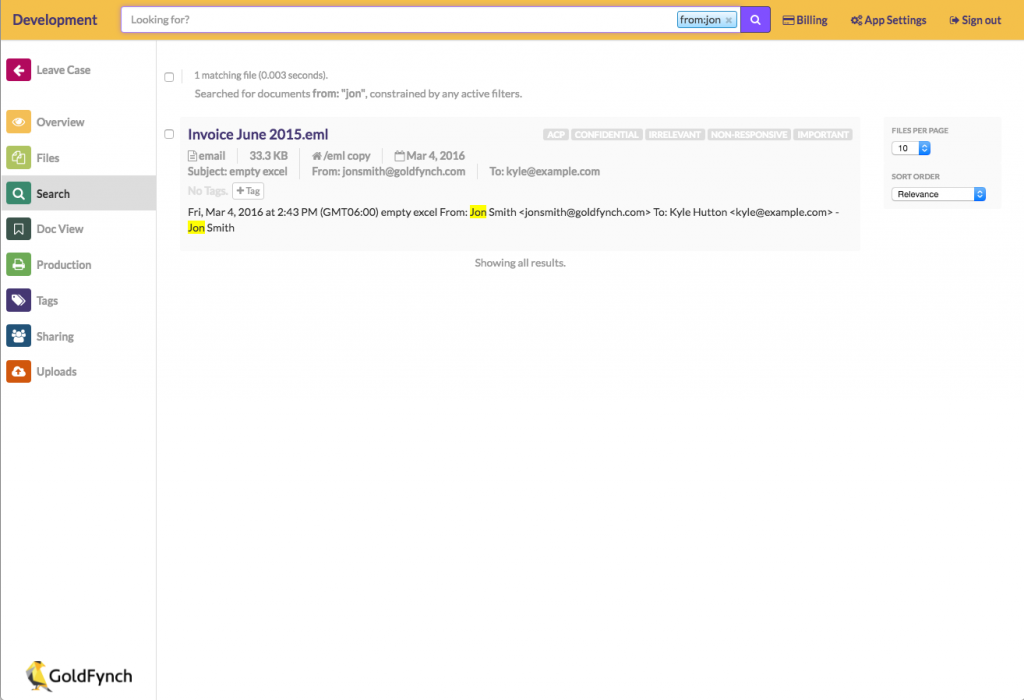 Development
Looking for?
from:jon ×
Billing
App Settings
Sign out
Leave Case
Overview
Files
Search
Doc View
Production
Tags
Sharing
Uploads
1 matching file (0.003 seconds).
Searched for documents from: "jon", constrained by any active filters.
Invoice June 2015.eml
ACP CONFIDENTIAL IRRELEVANT NON-RESPONSIVE IMPORTANT
email 33.3 KB /eml copy Mar 4, 2016
Subject: empty excel From: jonsmith@goldfynch.com To: kyle@example.com
No Tags. + Tag
Fri, Mar 4, 2016 at 2:43 PM (GMT06:00) empty excel From: Jon Smith <jonsmith@goldfynch.com> To: Kyle Hutton <kyle@example.com> -
Jon Smith
Showing all results.
FILES PER PAGE
10
SORT ORDER
Relevance
GoldFynch